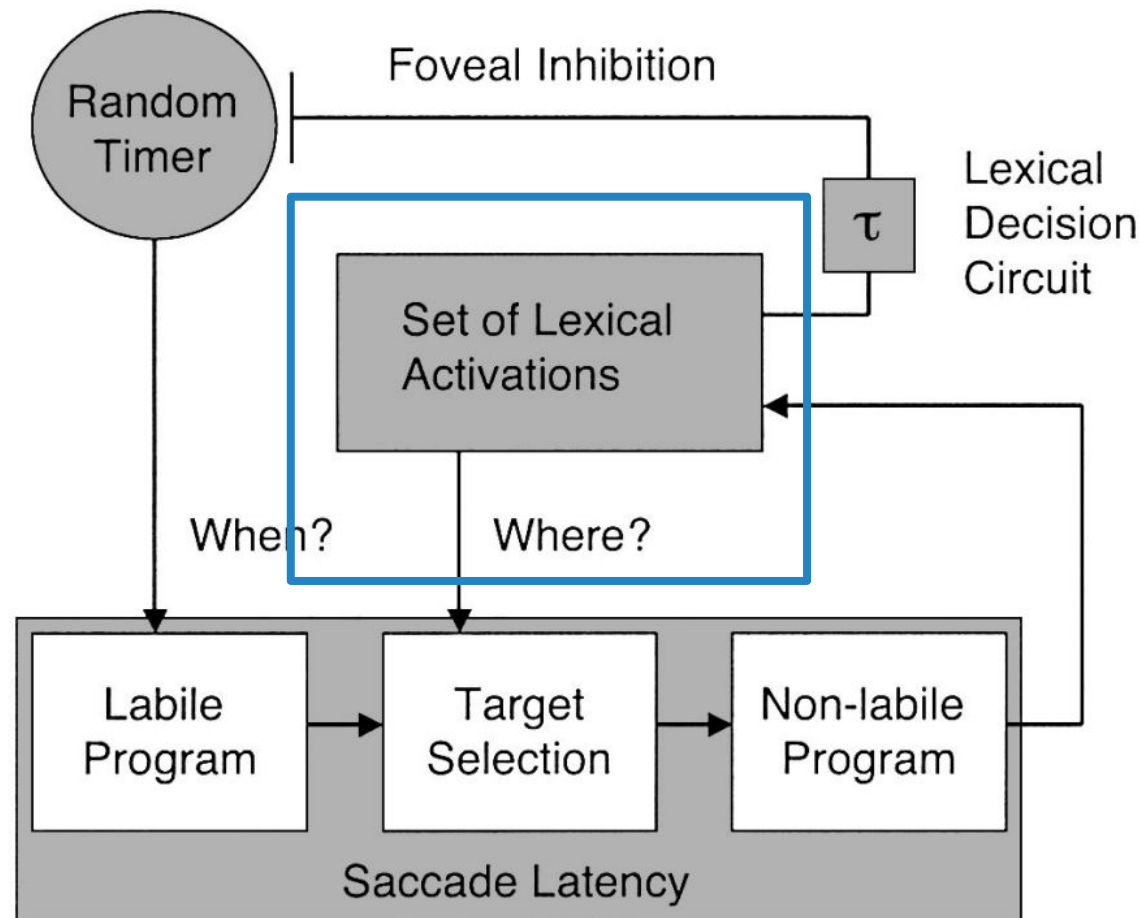 Foveal Inhibition
Random
Timer
Lexical
Decision
Circuit
τ
Set of Lexical
Activations
When?
Where?
Labile
Program
Target
Selection
Non-labile
Program
Saccade Latency